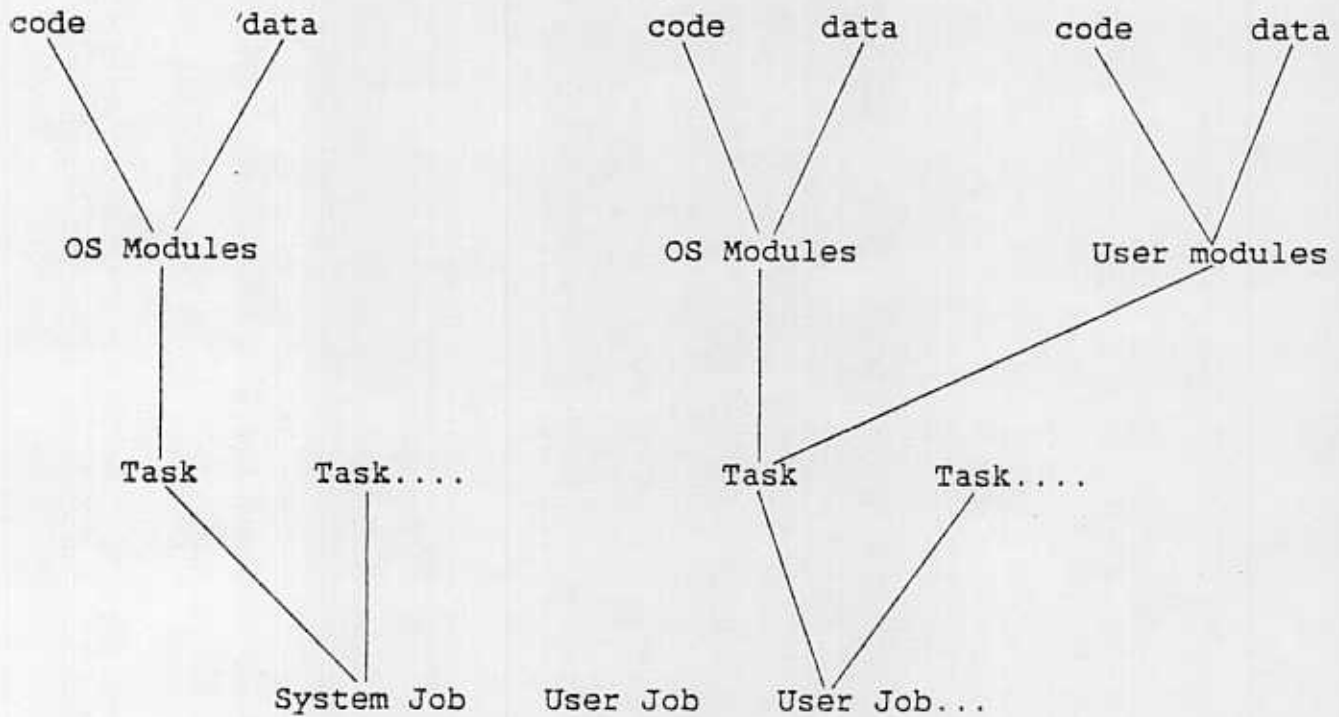 code data code data code data
OS Modules OS Modules User modules
Task Task.... Task Task....
System Job User Job User Job...